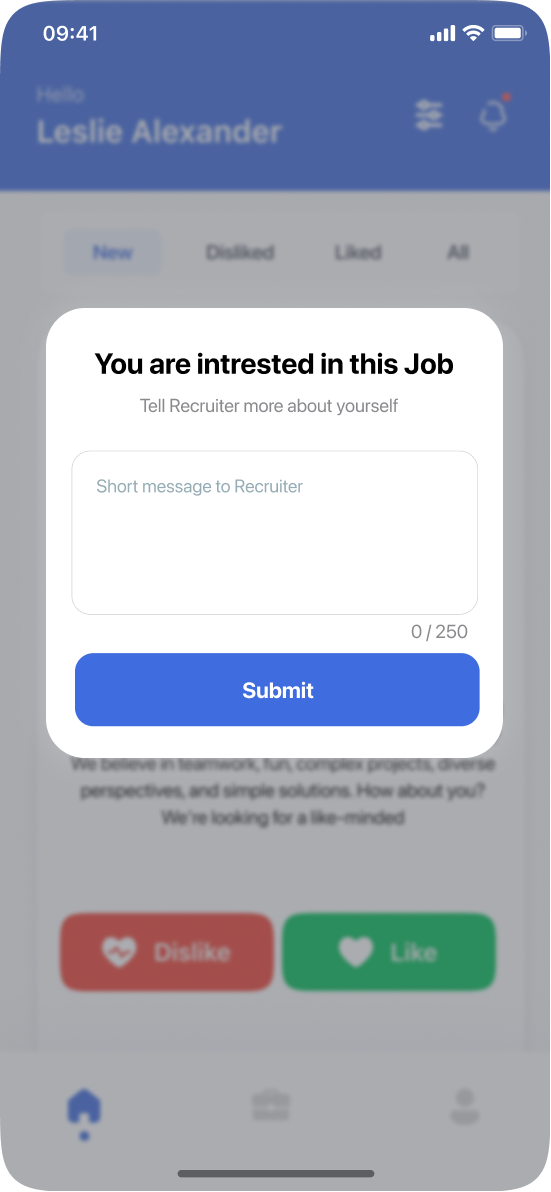 09:41
Hello
Leslie Alexander
New Disliked Liked All
You are intrested in this Job
Tell Recruiter more about yourself
Short message to Recruiter
0 / 250
Submit
We believe in teamwork, fun, complex projects, diverse
perspectives, and simple solutions. How about you?
We're looking for a like-minded
Dislike Like